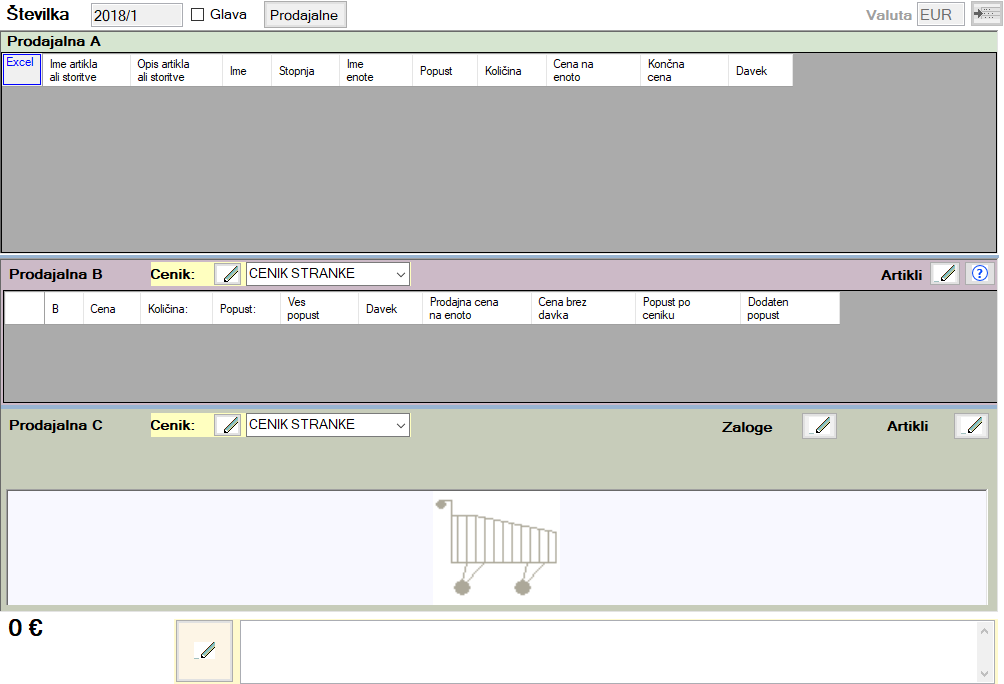 Številka 2018/1 Glava Prodajalne Valuta EUR
Prodajalna A
Excel Ime artikla ali storitve Opis artikla ali storitve Ime Stopnja Ime enote Popust Količina Cena na enoto Končna cena Davek
Prodajalna B Cenik: CENIK STRANKE Artikli ?
B Cena Količina: Popust: Ves popust Davek Prodajna cena na enoto Cena brez davka Popust po ceniku Dodaten popust
Prodajalna C Cenik: CENIK STRANKE Zaloge Artikli
0 €